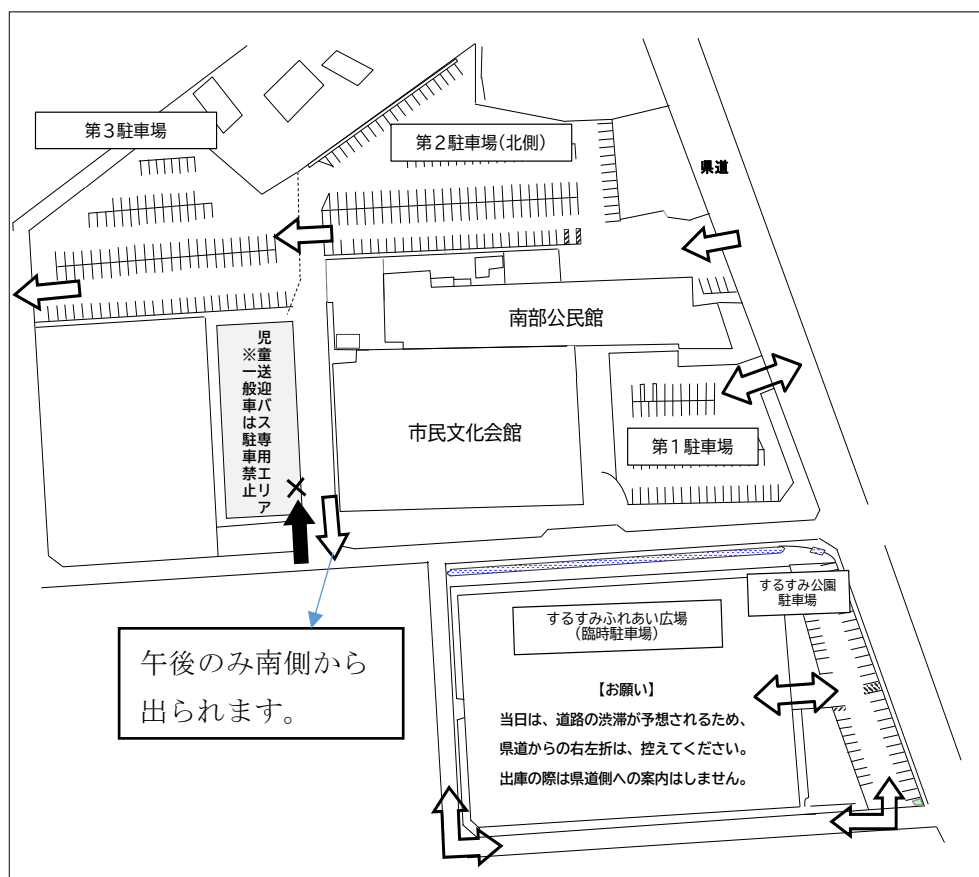 第３駐車場
第２駐車場(北側)
県道
南部公民館
児童送迎バス専用エリア
※一般車は駐車禁止
市民文化会館
第１駐車場
するすみ公園
駐車場
するすみふれあい広場
（臨時駐車場）
午後のみ南側から
出られます。
【お願い】
当日は、道路の渋滞が予想されるため、
県道からの右左折は、控えてください。
出庫の際は県道側への案内はしません。